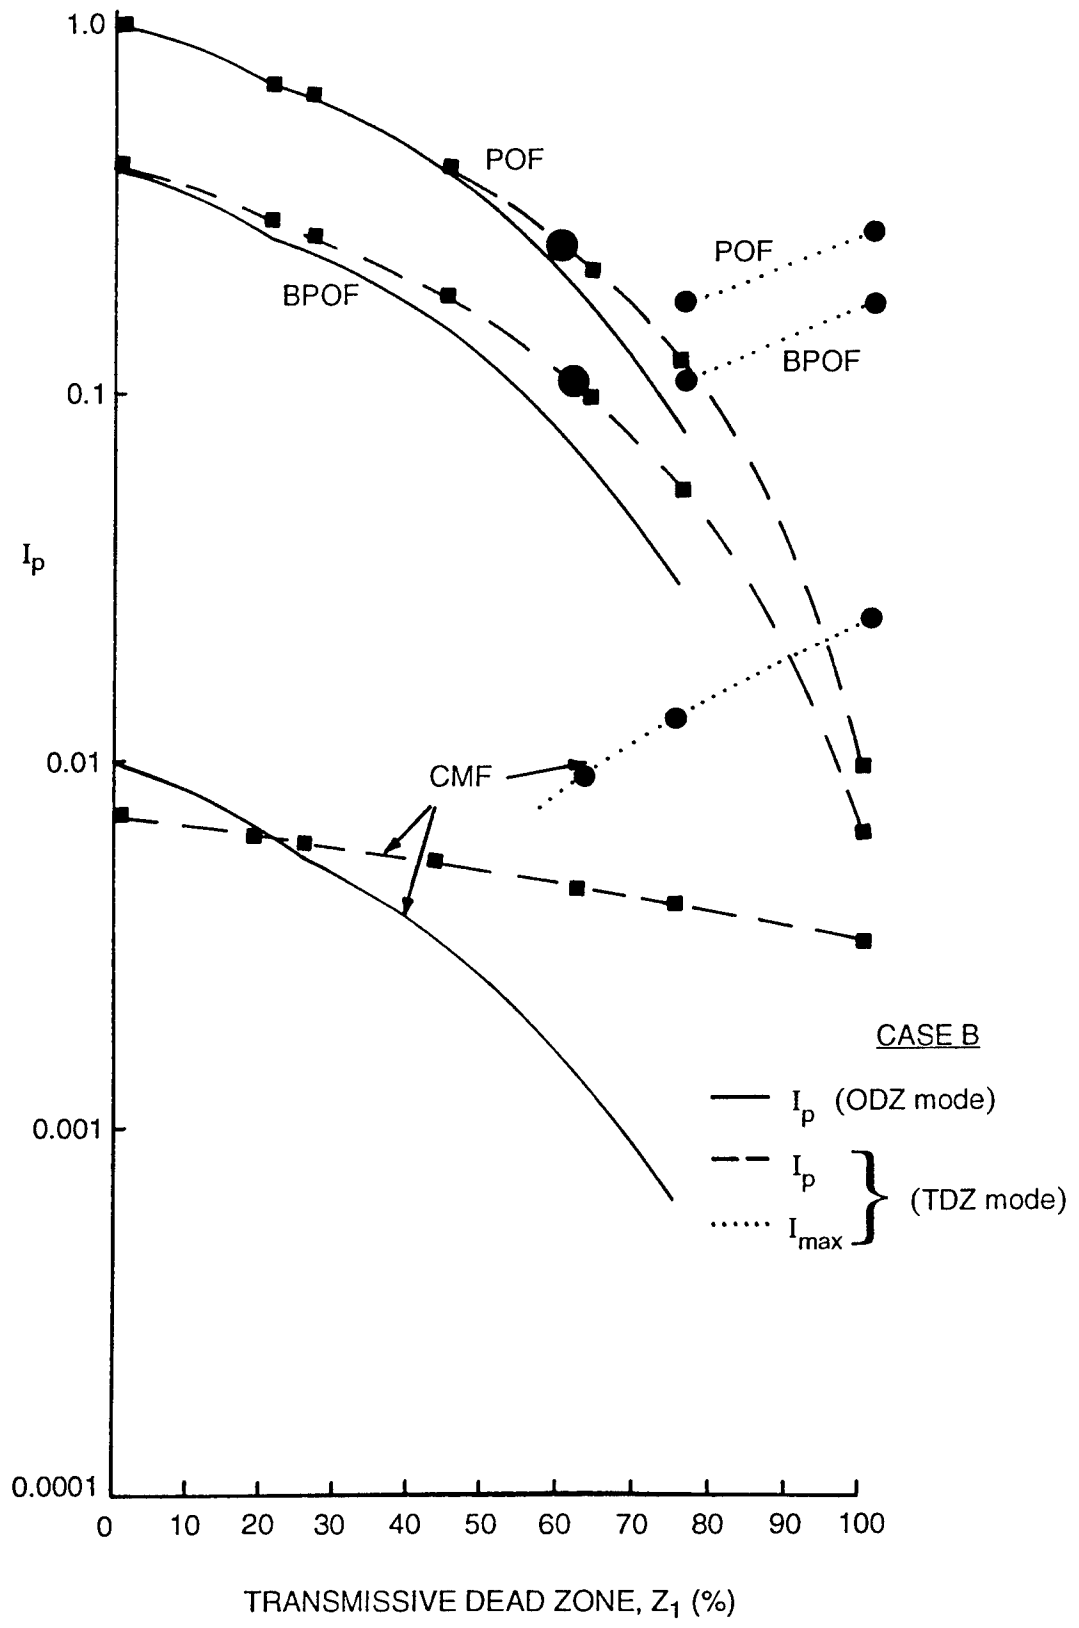 1.0
POF
POF
BPOF
BPOF
0.1
Ip
0.01
CMF
CASE B
Ip (ODZ mode)
0.001
Ip
(TDZ mode)
Imax
0.0001
0 10 20 30 40 50 60 70 80 90 100
TRANSMISSIVE DEAD ZONE, Z1 (%)